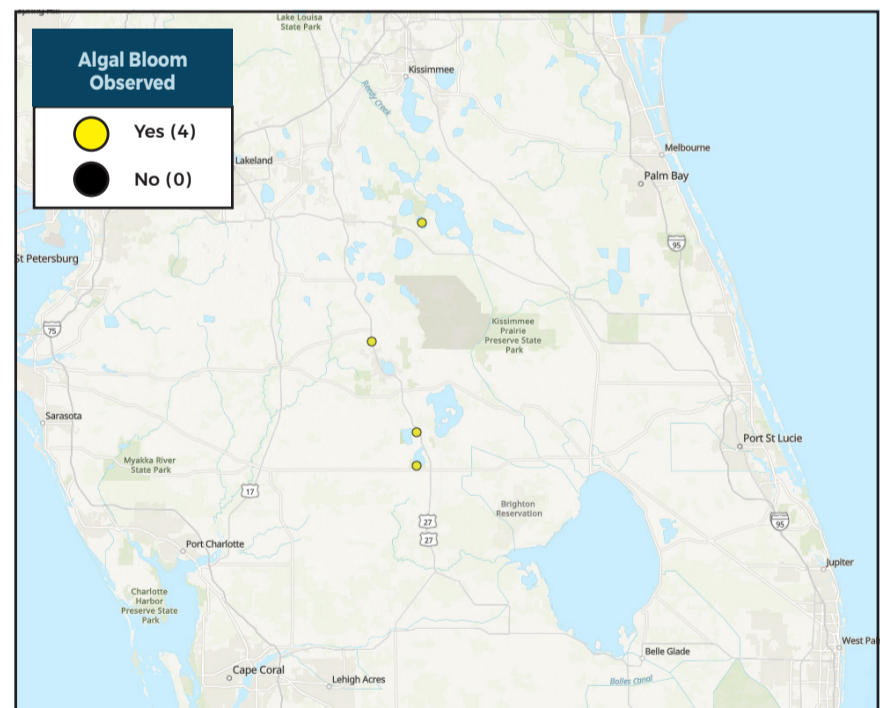 Lake Louisa
State Park
Algal Bloom
Observed
Yes (4)
No (0)
Kissimmee
Reedy Creek
Lakeland
Melbourne
Palm Bay
95
St Petersburg
75
Kissimmee
Prairie
Preserve State
Park
Sarasota
Port St Lucie
Myakka River
State Park
17
Brighton
Reservation
27
27
95
Port Charlotte
Jupiter
Charlotte
Harbor
Preserve State
Park
West Pal
Belle Glade
Cape Coral
Lehigh Acres
Bolles Canal